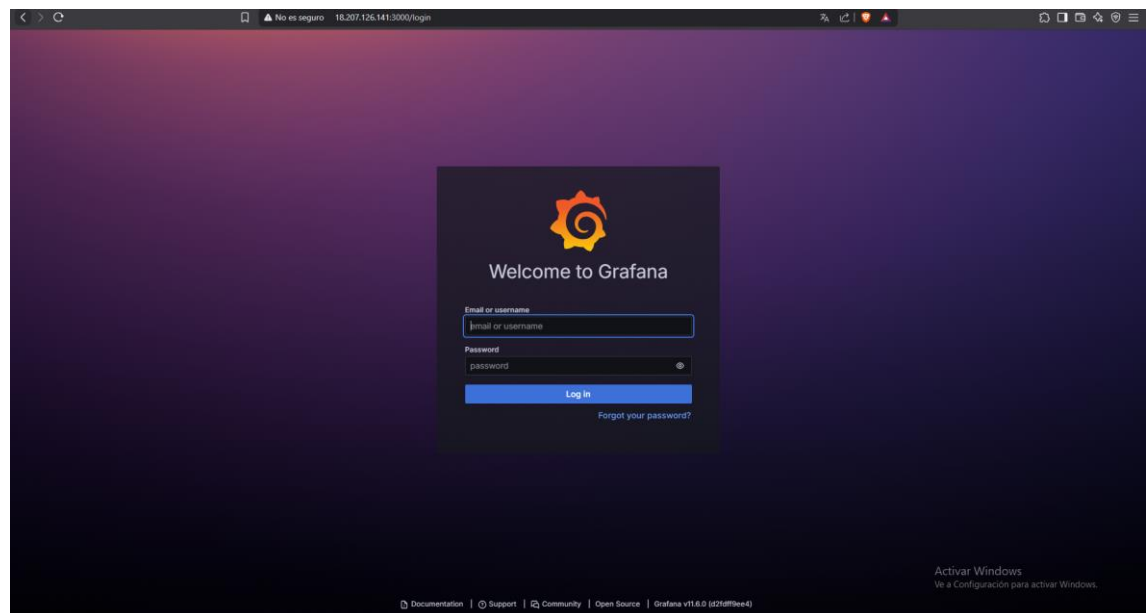 No es seguro 18.207.126.141:3000/login
Welcome to Grafana
Email or username
email or username
Password
password
Log in
Forgot your password?
Activar Windows
Ve a Configuración para activar Windows.
Documentation | Support | Community | Open Source | Grafana v11.6.0 (d2fdff9ee4)